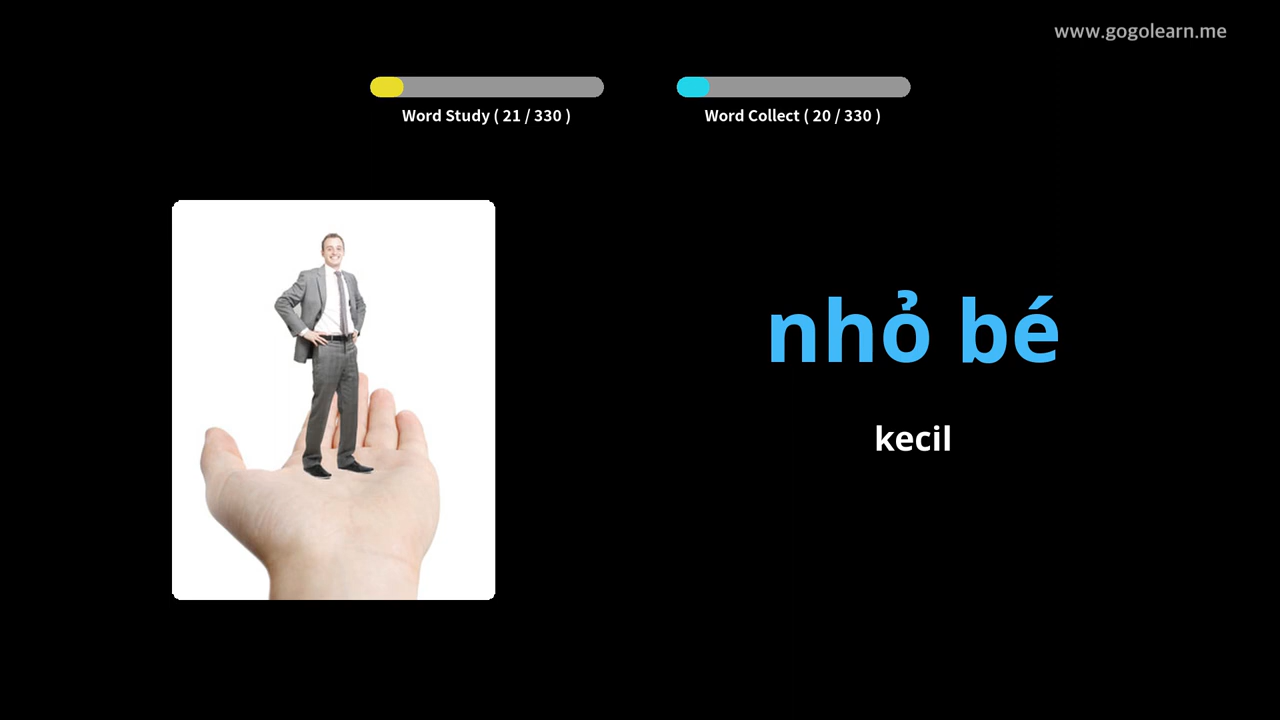 www.gogolearn.me
Word Study ( 21 / 330 )
Word Collect ( 20 / 330 )
nhỏ bé
kecil